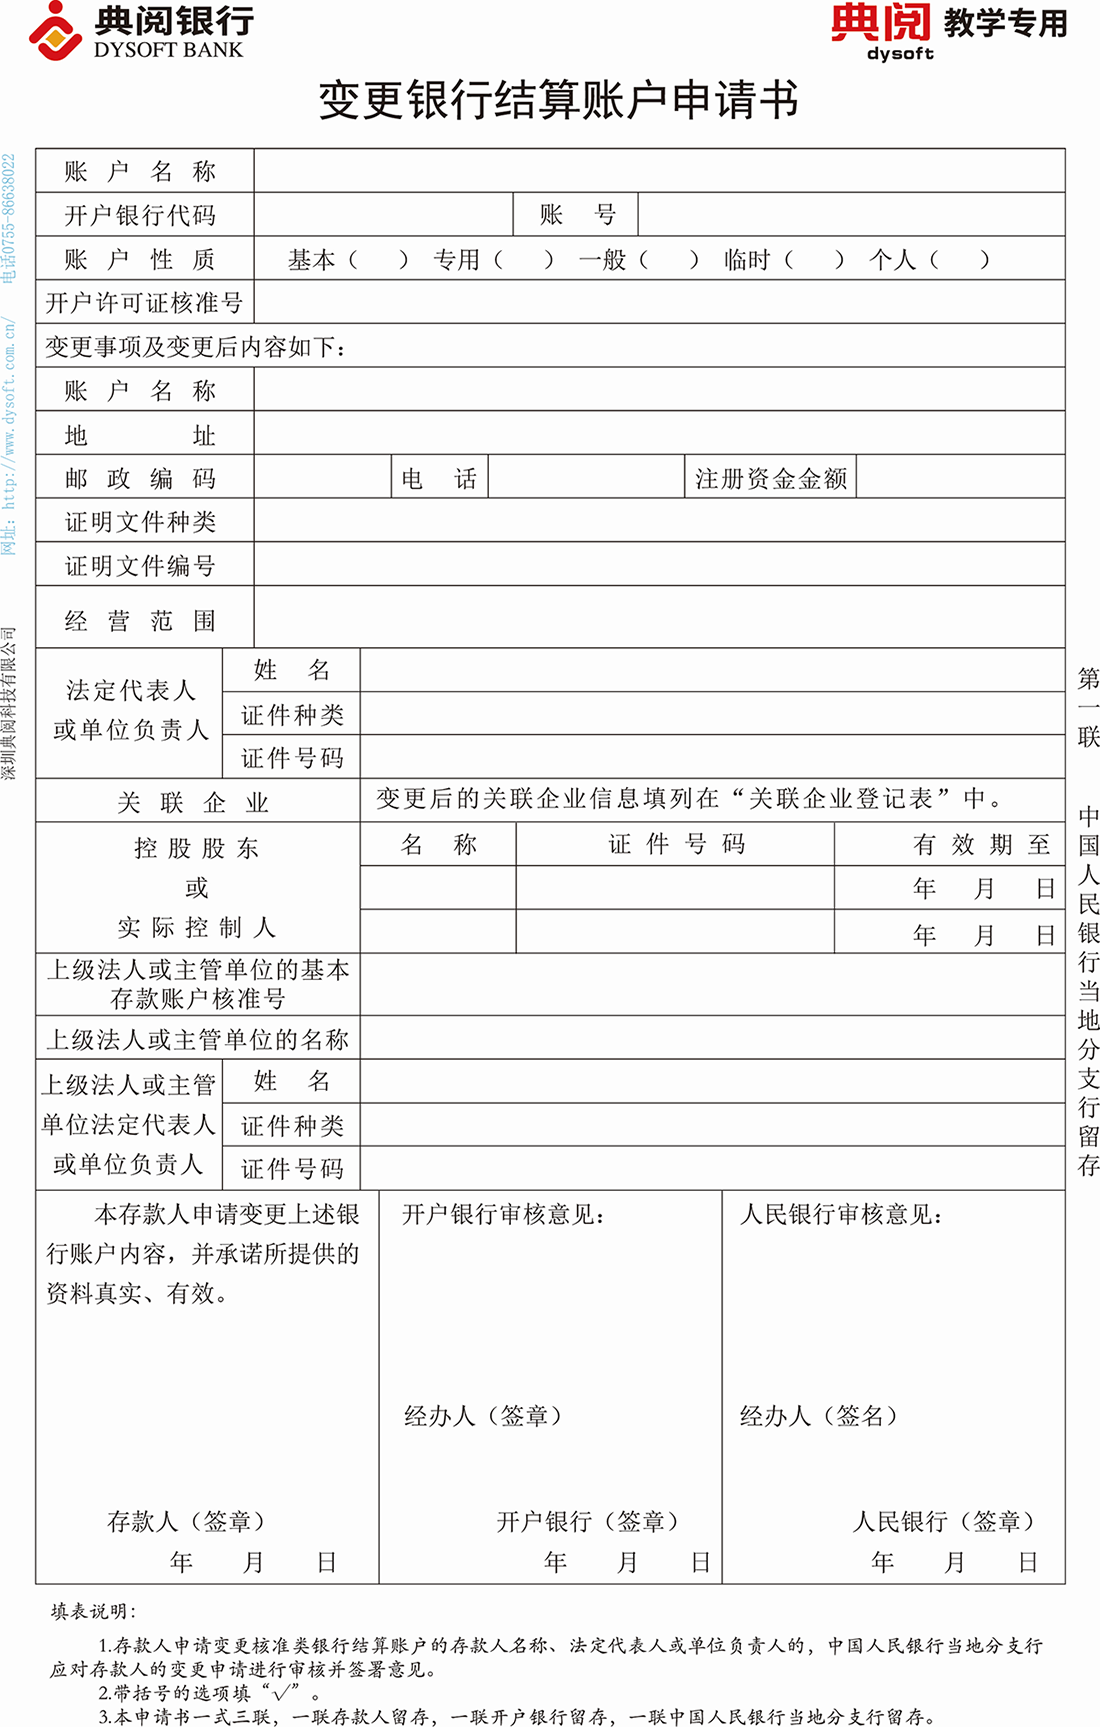 典阅银行
DYSOFT BANK
典阅 教学专用
dysoft
变更银行结算账户申请书
账户名称
开户银行代码 账 号
账户性质 基本（ ） 专用（ ） 一般（ ） 临时（ ） 个人（ ）
开户许可证核准号
变更事项及变更后内容如下：
账户名称
地 址
邮政编码 电 话 注册资金金额
证明文件种类
证明文件编号
经营范围
法定代表人
或单位负责人
姓 名
证件种类
证件号码
关联企业 变更后的关联企业信息填列在“关联企业登记表”中。
控股股东
或
实际控制人
名 称 证件号码 有效期至
年 月 日
年 月 日
上级法人或主管单位的基本
存款账户核准号
上级法人或主管单位的名称
上级法人或主管
单位法定代表人
或单位负责人
姓 名
证件种类
证件号码
本存款人申请变更上述银
行账户内容，并承诺所提供的
资料真实、有效。
存款人（签章）
年 月 日
开户银行审核意见：
经办人（签章）
开户银行（签章）
年 月 日
人民银行审核意见：
经办人（签名）
人民银行（签章）
年 月 日
填表说明：
1.存款人申请变更核准类银行结算账户的存款人名称、法定代表人或单位负责人的，中国人民银行当地分支行
应对存款人的变更申请进行审核并签署意见。
2.带括号的选项填“√”。
3.本申请书一式三联，一联存款人留存，一联开户银行留存，一联中国人民银行当地分支行留存。
第一联 中国人民银行当地分支行留存
深圳典阅科技有限公司 网址：http://www.dysoft.com.cn/ 电话0755-86638022